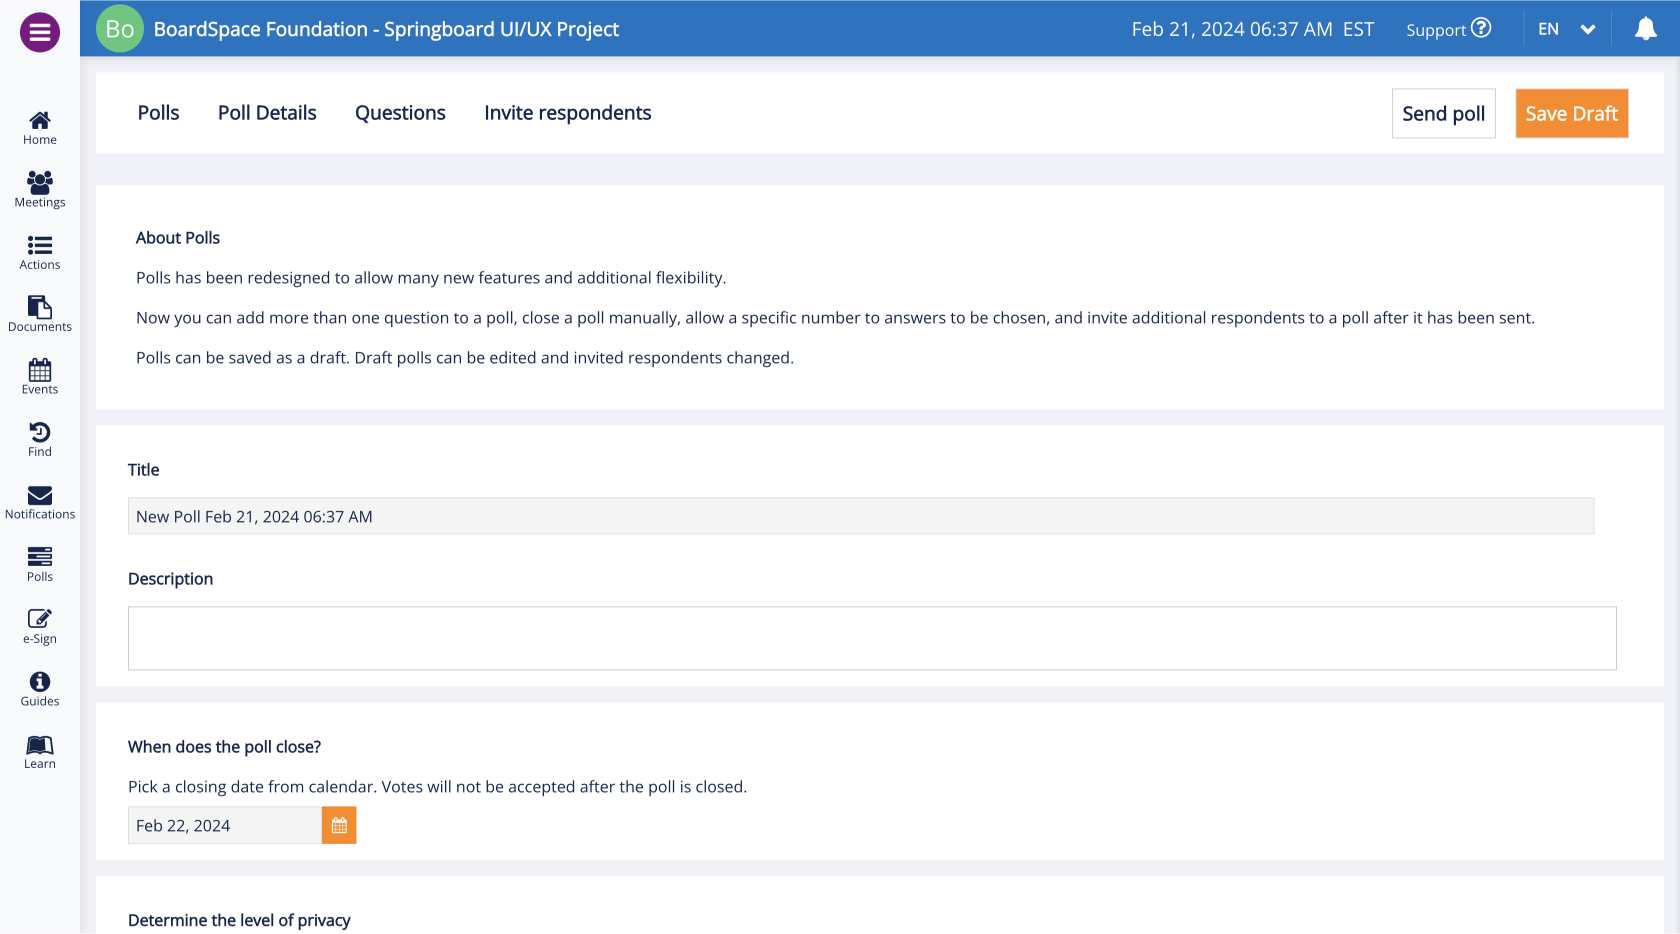 Bo BoardSpace Foundation - Springboard UI/UX Project
Feb 21, 2024 06:37 AM EST
Support
EN
Home
Meetings
Actions
Documents
Events
Find
Notifications
Polls
e-Sign
Guides
Learn
Polls Poll Details Questions Invite respondents
Send poll Save Draft
About Polls
Polls has been redesigned to allow many new features and additional flexibility.
Now you can add more than one question to a poll, close a poll manually, allow a specific number to answers to be chosen, and invite additional respondents to a poll after it has been sent.
Polls can be saved as a draft. Draft polls can be edited and invited respondents changed.
Title
New Poll Feb 21, 2024 06:37 AM
Description
When does the poll close?
Pick a closing date from calendar. Votes will not be accepted after the poll is closed.
Feb 22, 2024
Determine the level of privacy